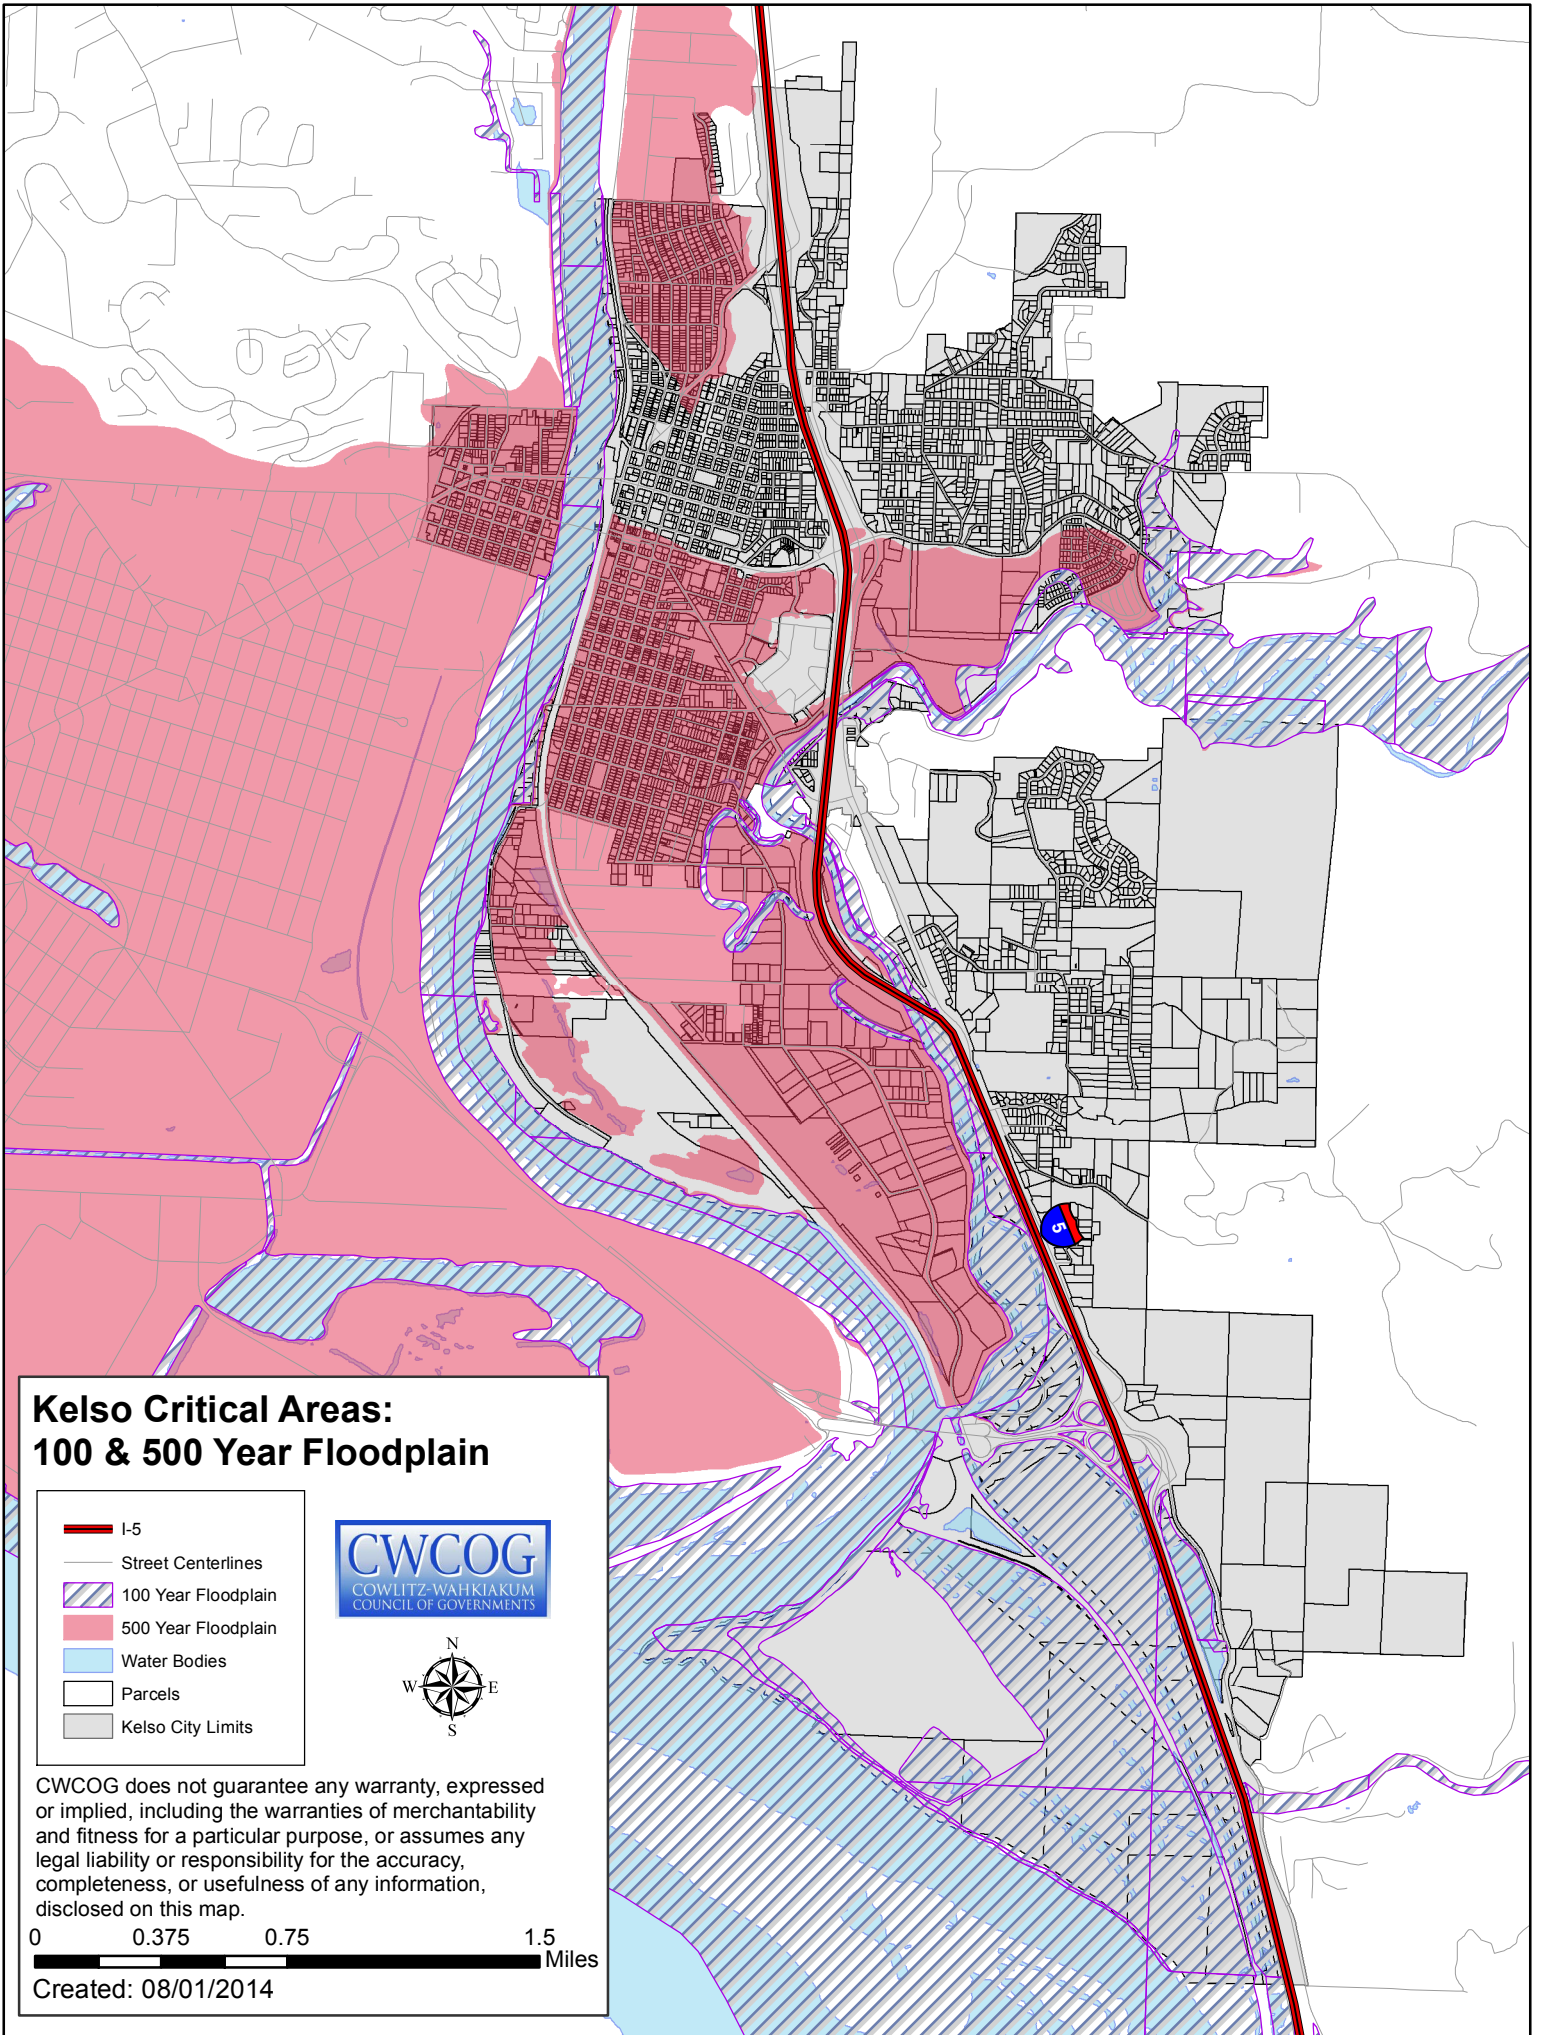 5
Kelso Critical Areas:
100 & 500 Year Floodplain
I-5
Street Centerlines
100 Year Floodplain
500 Year Floodplain
Water Bodies
Parcels
Kelso City Limits
CWCOG
COWLITZ-WAHKIAKUM
COUNCIL OF GOVERNMENTS
N
W E
S
CWCOG does not guarantee any warranty, expressed
or implied, including the warranties of merchantability
and fitness for a particular purpose, or assumes any
legal liability or responsibility for the accuracy,
completeness, or usefulness of any information,
disclosed on this map.
0 0.375 0.75 1.5
Miles
Created: 08/01/2014